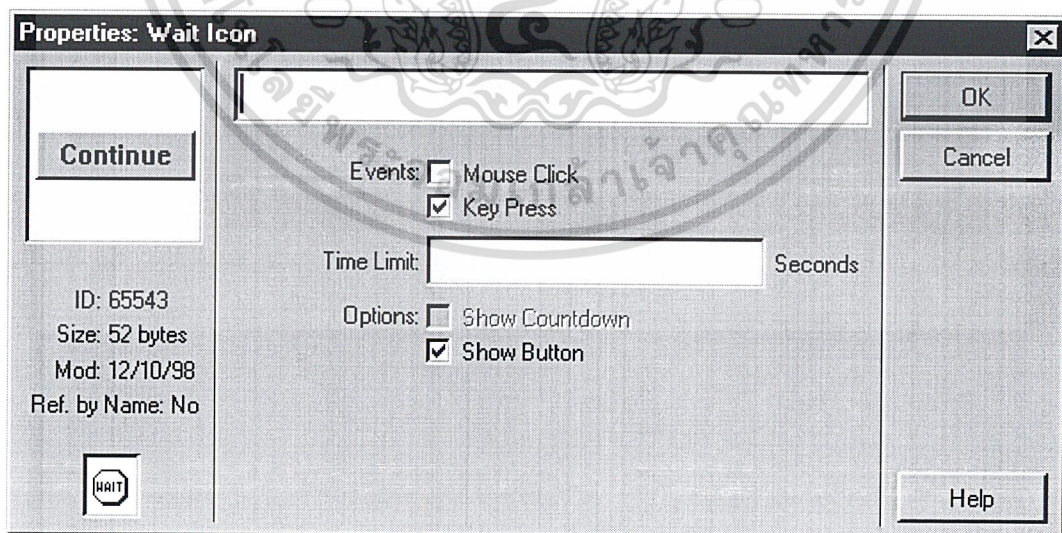 Properties: Wait Icon
Continue
OK
Cancel
Events: Mouse Click
Key Press
Time Limit: Seconds
ID: 65543
Size: 52 bytes
Mod: 12/10/98
Ref. by Name: No
Options: Show Countdown
Show Button
WAIT
Help